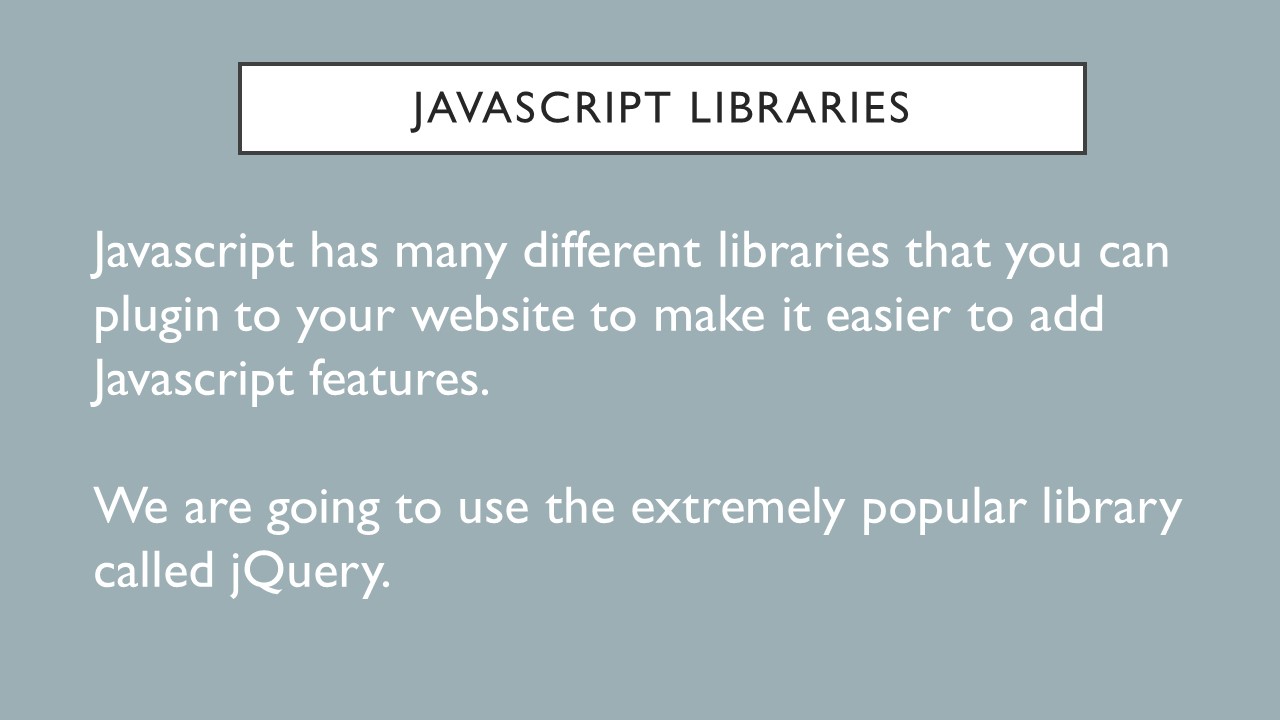 JAVASCRIPT LIBRARIES
Javascript has many different libraries that you can
plugin to your website to make it easier to add
Javascript features.
We are going to use the extremely popular library
called jQuery.